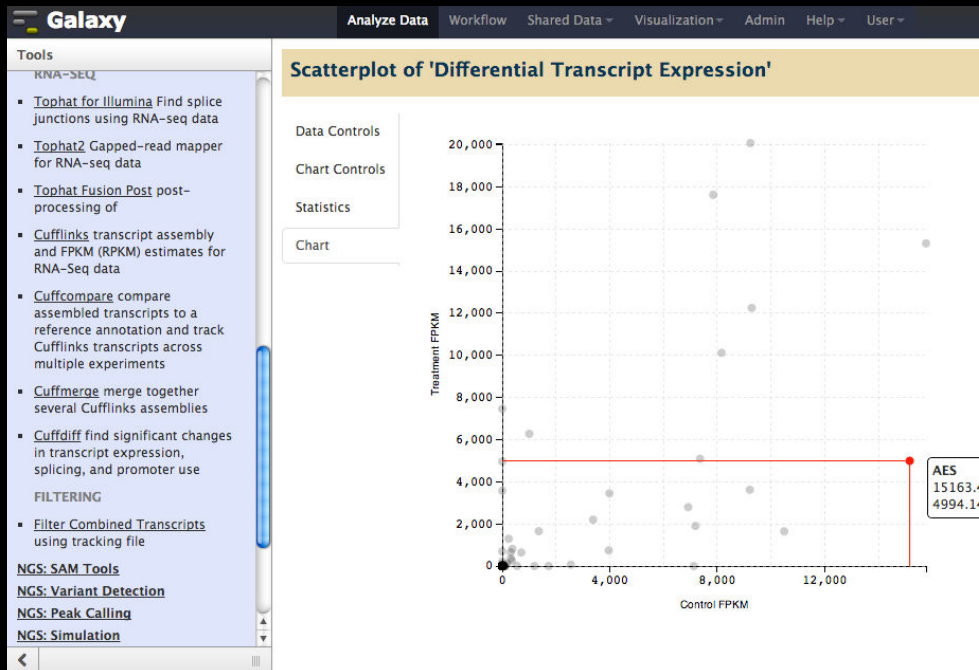 Galaxy
Analyze Data Workflow Shared Data Visualization Admin Help User
Tools
RNA-SEQ
Tophat for Illumina Find splice
junctions using RNA-seq data
Tophat2 Gapped-read mapper
for RNA-seq data
Tophat Fusion Post post-
processing of
Cufflinks transcript assembly
and FPKM (RPKM) estimates for
RNA-Seq data
Cuffcompare compare
assembled transcripts to a
reference annotation and track
Cufflinks transcripts across
multiple experiments
Cuffmerge merge together
several Cufflinks assemblies
Cuffdiff find significant changes
in transcript expression,
splicing, and promoter use
FILTERING
Filter Combined Transcripts
using tracking file
NGS: SAM Tools
NGS: Variant Detection
NGS: Peak Calling
NGS: Simulation
Scatterplot of 'Differential Transcript Expression'
Data Controls
Chart Controls
Statistics
Chart
20,000
18,000
16,000
14,000
12,000
10,000
8,000
6,000
4,000
2,000
0
Treatment FPKM
0 4,000 8,000 12,000
Control FPKM
AES
15163.4
4994.14